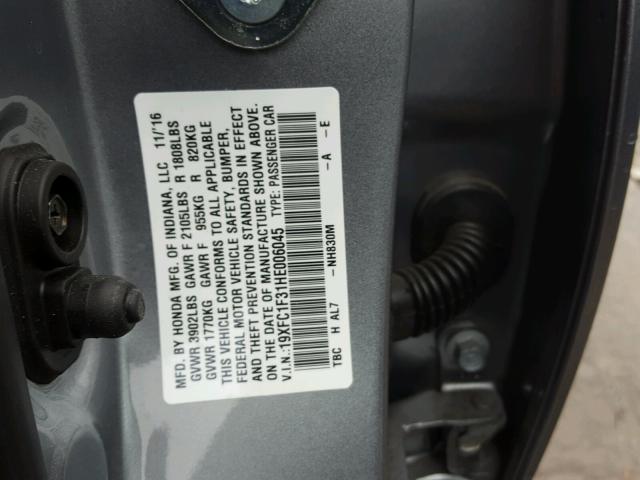 MFD. BY HONDA MFG. OF INDIANA, LLC 11/16
GVWR 3902LBS GAWR F 2105LBS R 1808LBS
GVWR 1770KG GAWR F 955KG R 820KG
THIS VEHICLE CONFORMS TO ALL APPLICABLE
FEDERAL MOTOR VEHICLE SAFETY, BUMPER,
AND THEFT PREVENTION STANDARDS IN EFFECT
ON THE DATE OF MANUFACTURE SHOWN ABOVE.
V.I.N.:19XFC1F31HE006045 TYPE: PASSENGER CAR
TBC H AL7 -NH830M -A -E